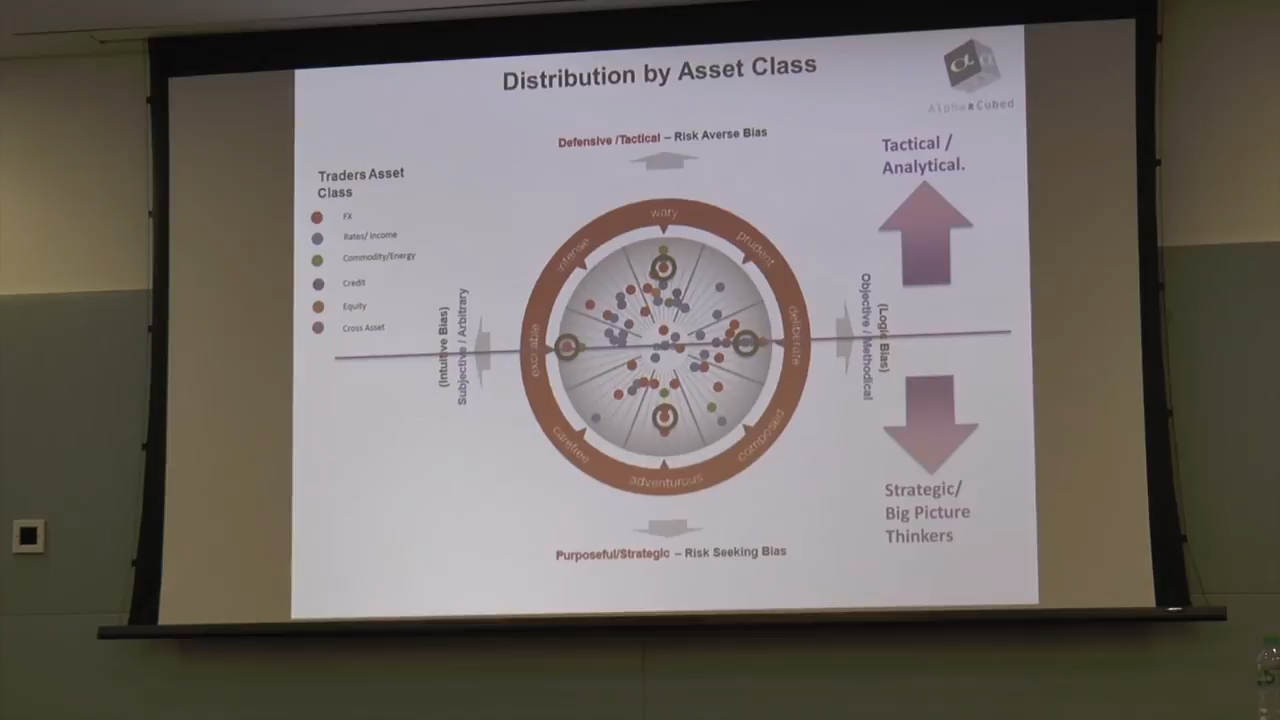 Distribution by Asset Class
Alpha Cubed
Defensive /Tactical – Risk Averse Bias
Tactical /
Analytical.
Traders Asset
Class
FX
Rates/ Income
Commodity/Energy
Credit
Equity
Cross Asset
wary
intense
prudent
excitable
deliberate
carefree
composed
adventurous
(Intuitive Bias)
Subjective / Arbitrary
(Logic Bias)
Objective / Methodical
Strategic/
Big Picture
Thinkers
Purposeful/Strategic – Risk Seeking Bias